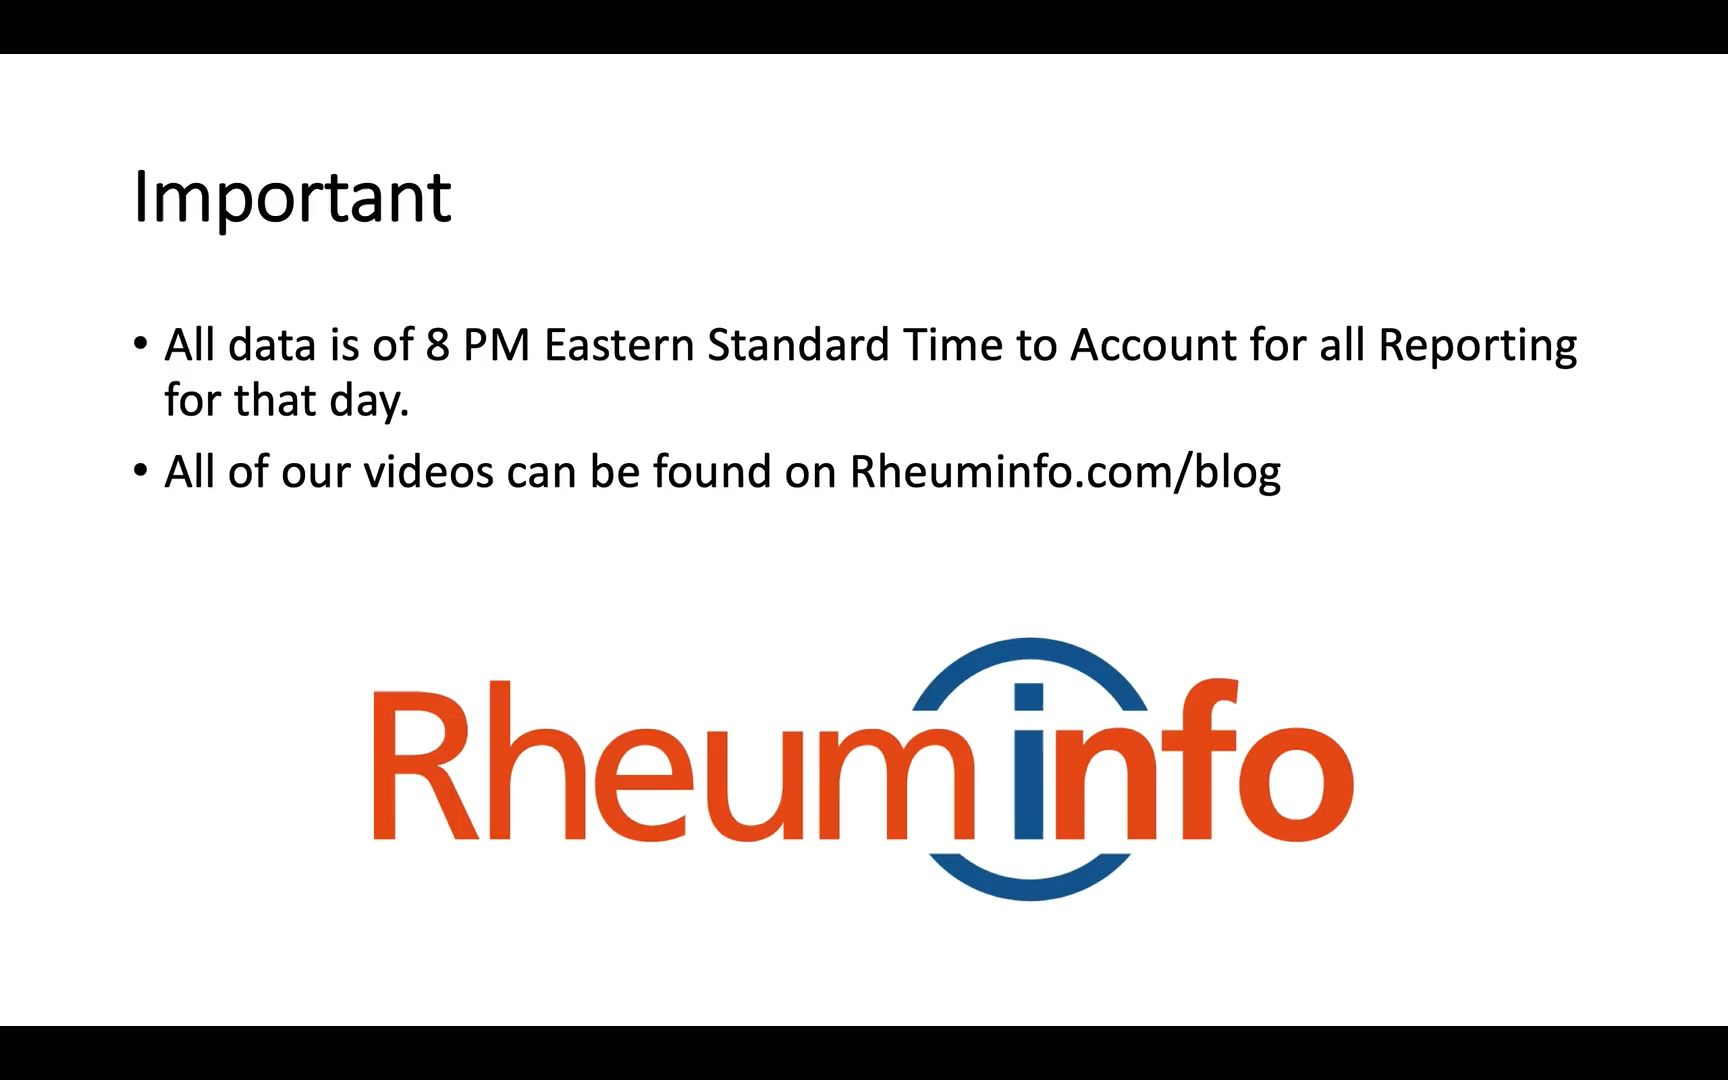 Important
• All data is of 8 PM Eastern Standard Time to Account for all Reporting
for that day.
• All of our videos can be found on Rheuminfo.com/blog
Rheuminfo